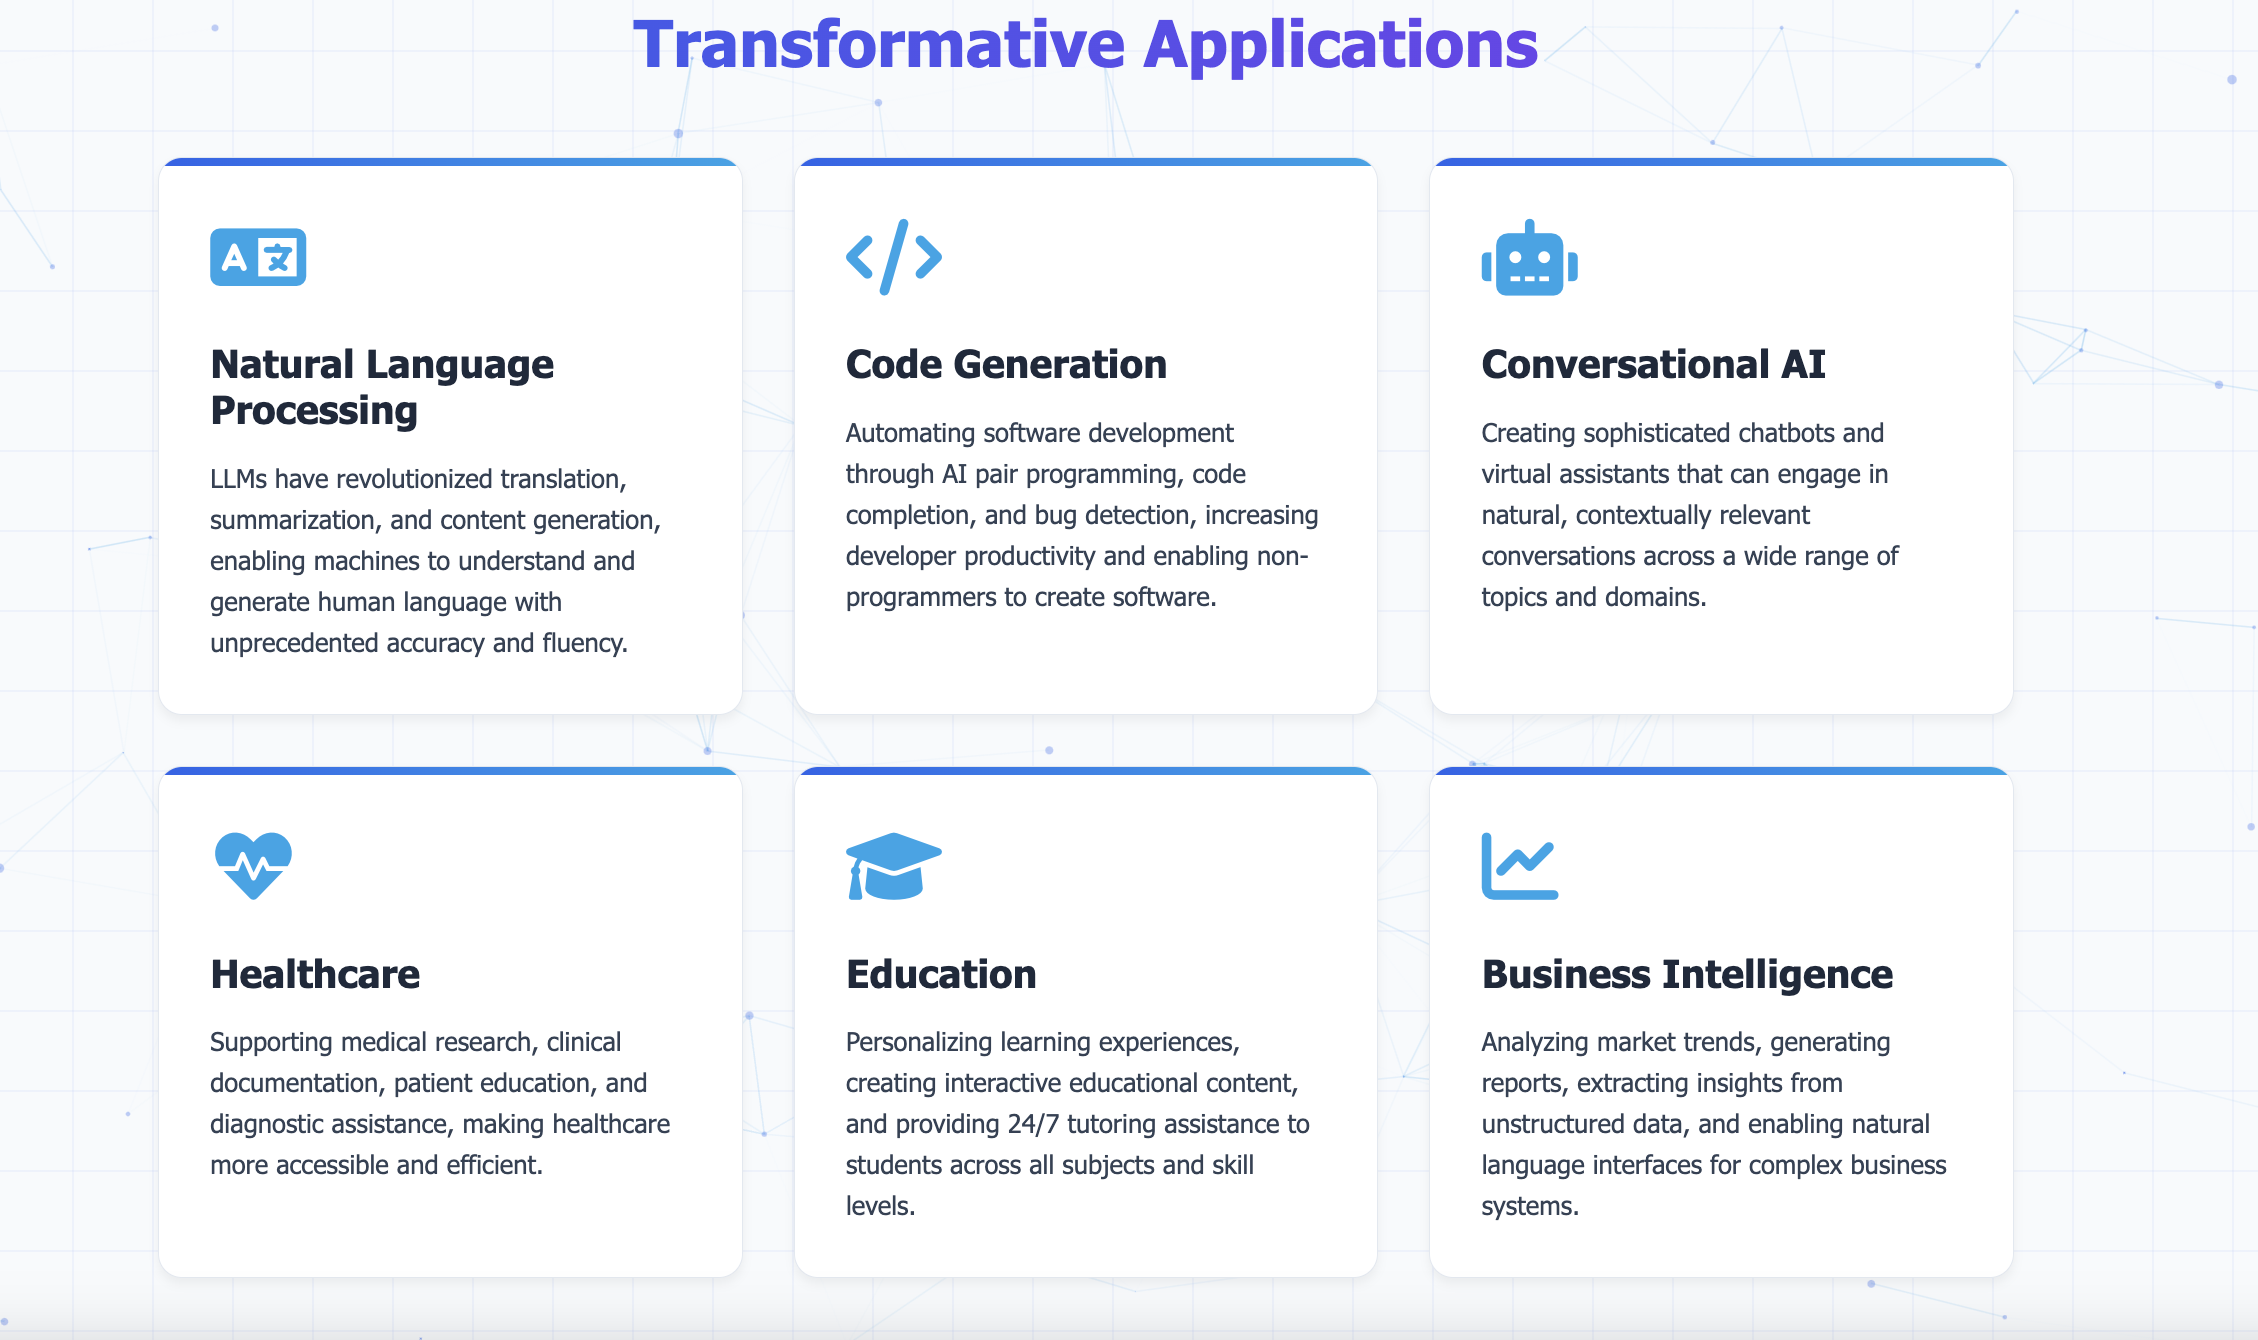 Transformative Applications
A 文
Natural Language
Processing
LLMs have revolutionized translation,
summarization, and content generation,
enabling machines to understand and
generate human language with
unprecedented accuracy and fluency.
Code Generation
Automating software development
through AI pair programming, code
completion, and bug detection, increasing
developer productivity and enabling non-
programmers to create software.
Conversational AI
Creating sophisticated chatbots and
virtual assistants that can engage in
natural, contextually relevant
conversations across a wide range of
topics and domains.
Healthcare
Supporting medical research, clinical
documentation, patient education, and
diagnostic assistance, making healthcare
more accessible and efficient.
Education
Personalizing learning experiences,
creating interactive educational content,
and providing 24/7 tutoring assistance to
students across all subjects and skill
levels.
Business Intelligence
Analyzing market trends, generating
reports, extracting insights from
unstructured data, and enabling natural
language interfaces for complex business
systems.